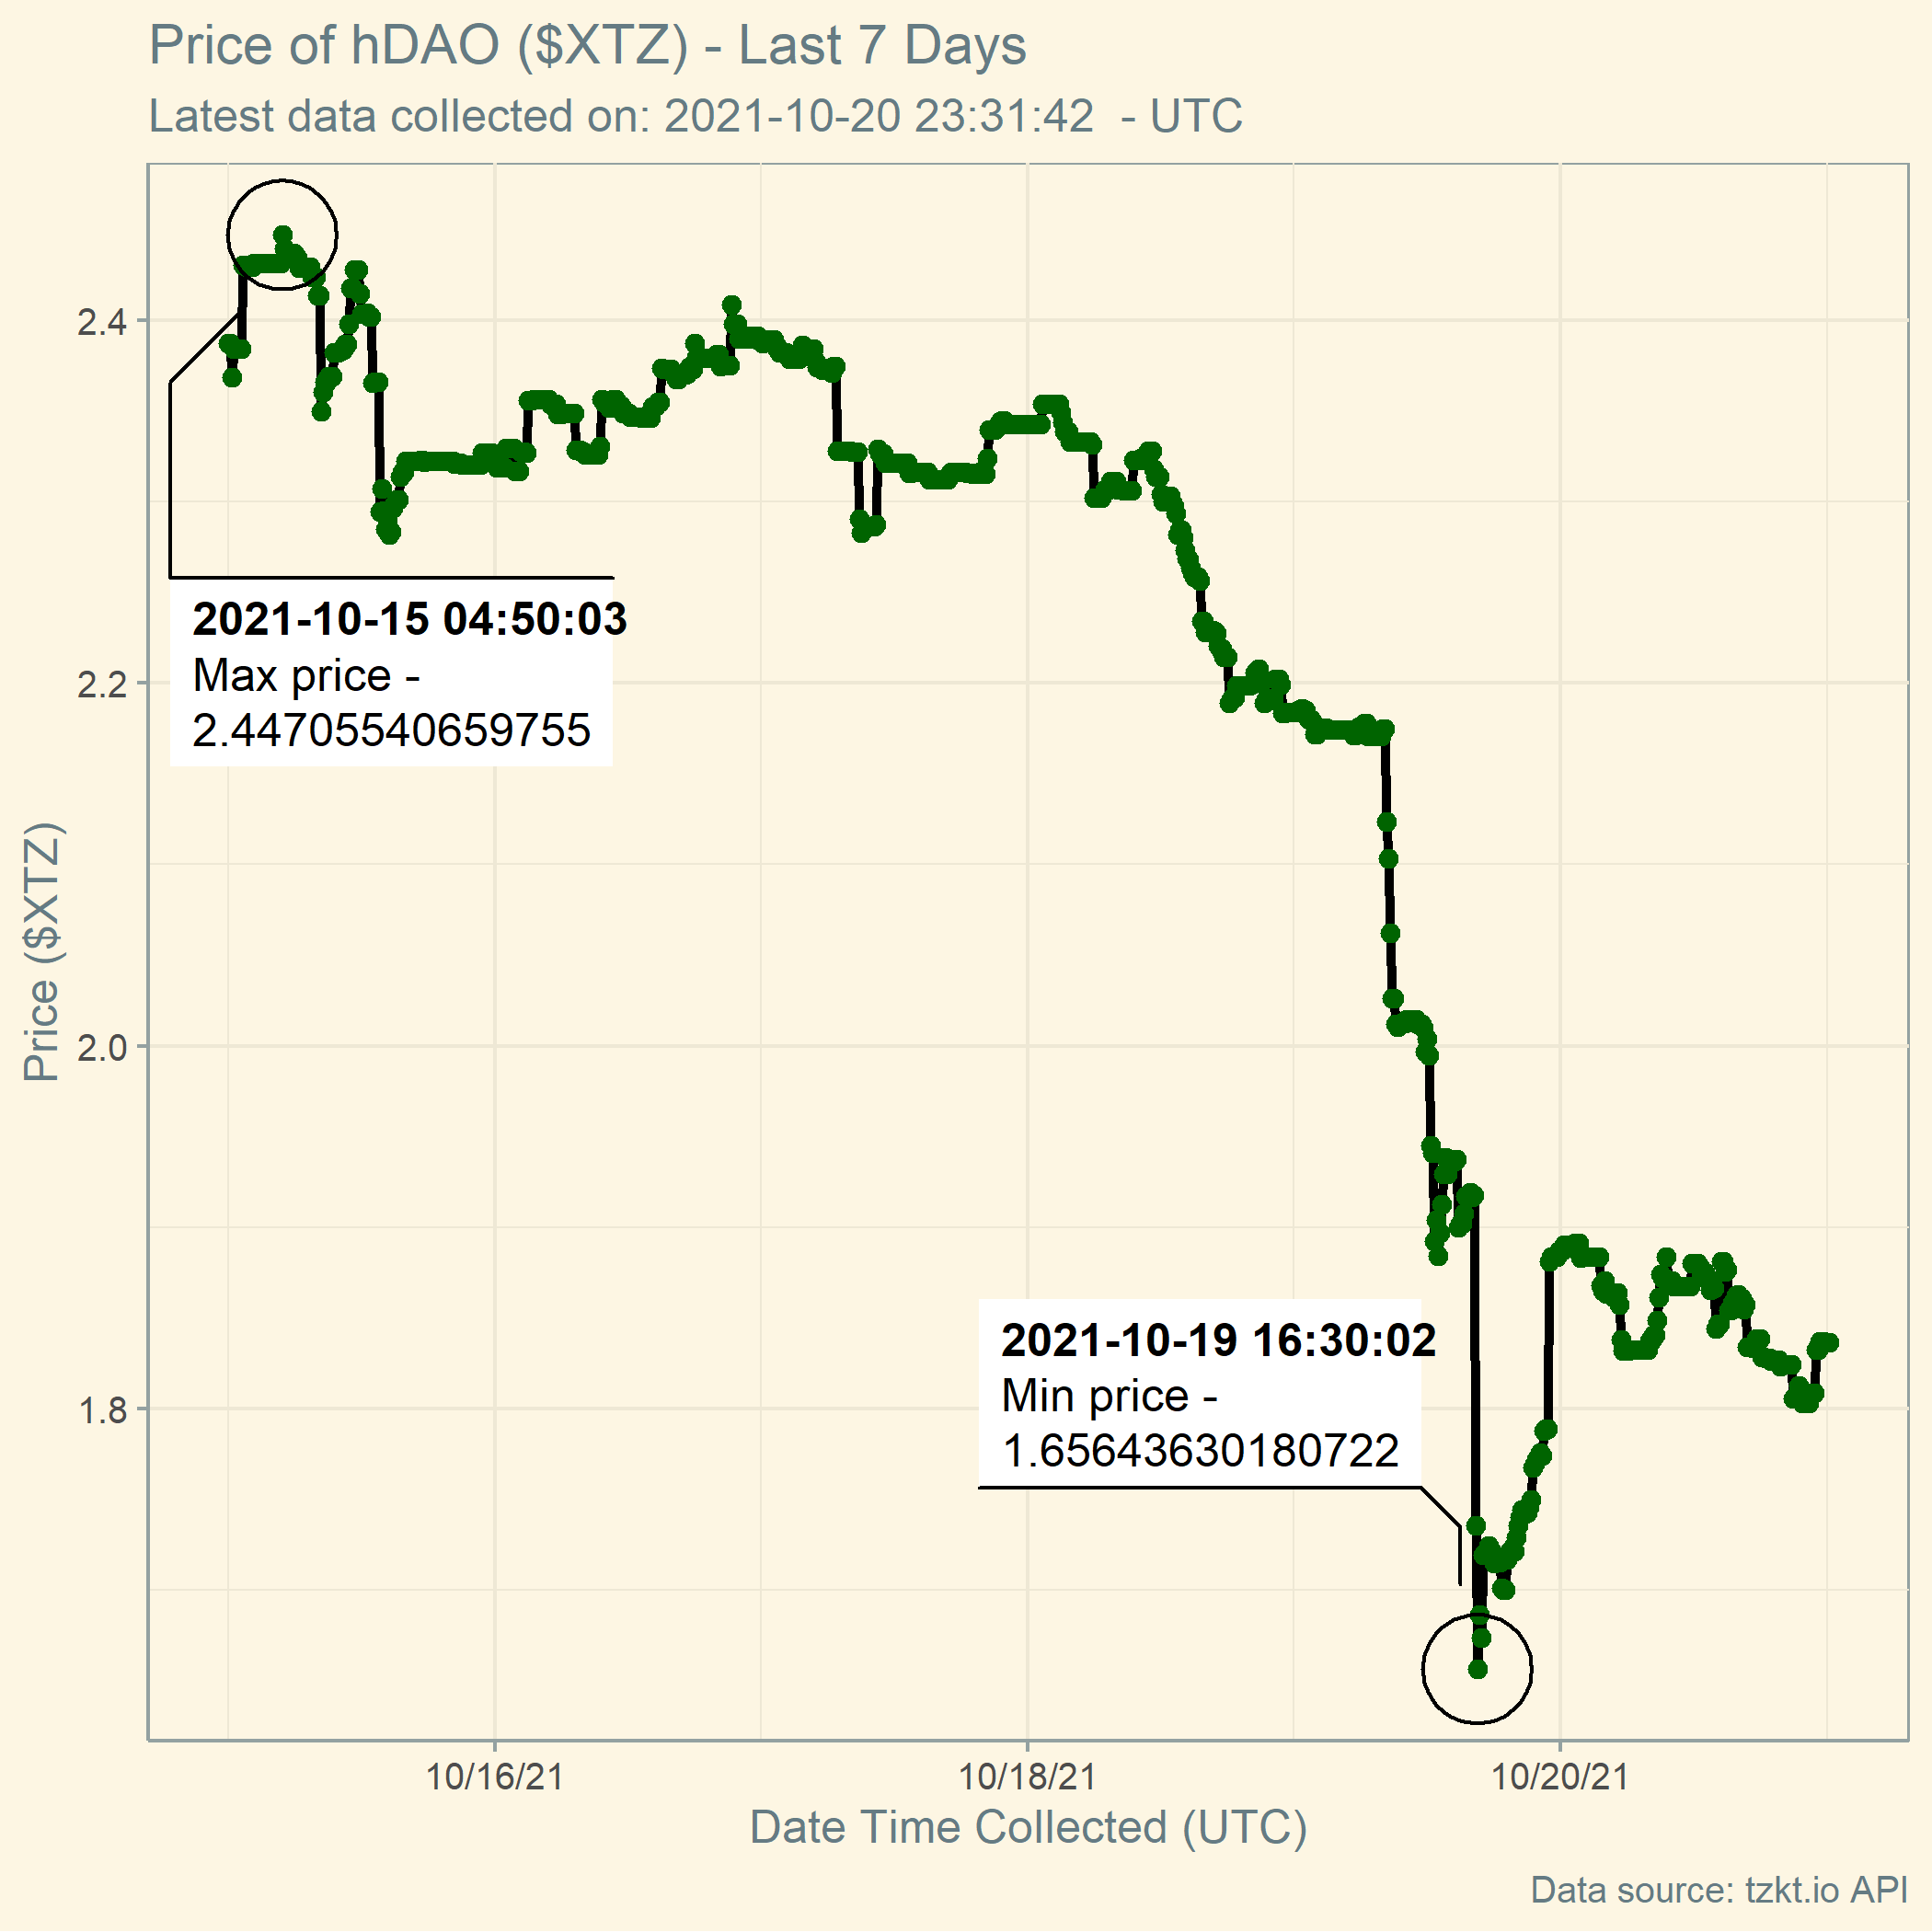 Price of hDAO ($XTZ) - Last 7 Days
Latest data collected on: 2021-10-20 23:31:42  - UTC
2.4
2.2
2.0
1.8
Price ($XTZ)
2021-10-15 04:50:03
Max price -
2.44705540659755
2021-10-19 16:30:02
Min price -
1.65643630180722
10/16/21
10/18/21
10/20/21
Date Time Collected (UTC)
Data source: tzkt.io API